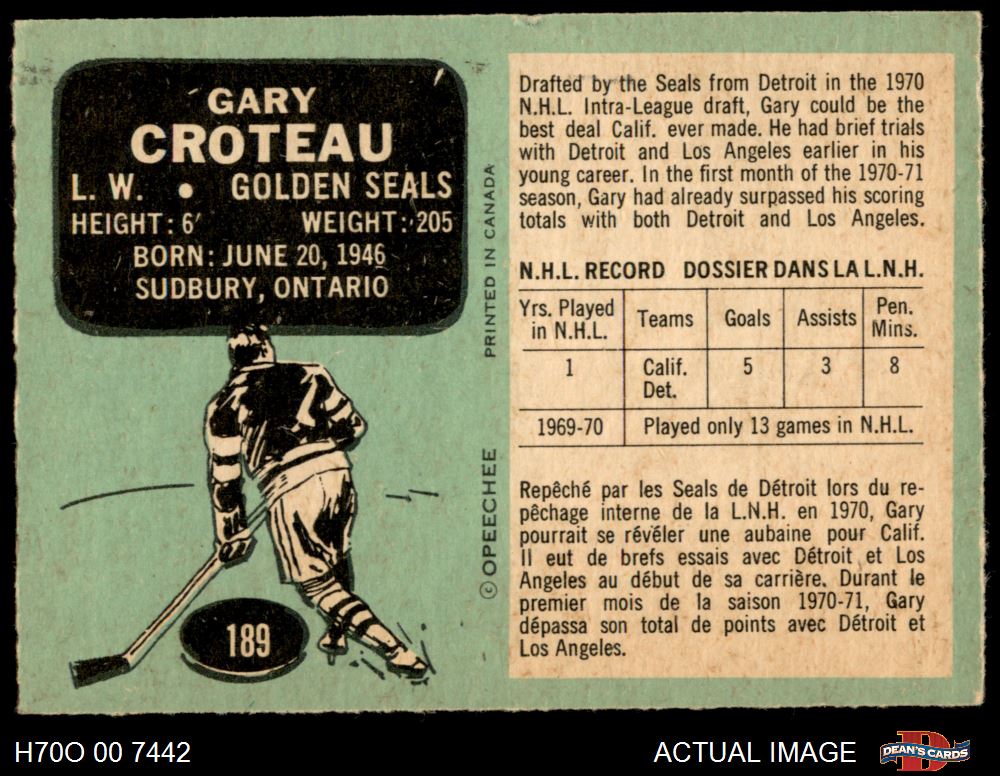 GARY
CROTEAU
L. W. • GOLDEN SEALS
HEIGHT: 6' WEIGHT: 205
BORN: JUNE 20, 1946
SUDBURY, ONTARIO
189
PRINTED IN CANADA
© OPEECHEE
Drafted by the Seals from Detroit in the 1970
N.H.L. Intra-League draft, Gary could be the
best deal Calif. ever made. He had brief trials
with Detroit and Los Angeles earlier in his
young career. In the first month of the 1970-71
season, Gary had already surpassed his scoring
totals with both Detroit and Los Angeles.
N.H.L. RECORD DOSSIER DANS LA L.N.H.
Yrs. Played
in N.H.L.
Teams
Goals
Assists
Pen.
Mins.
1
Calif.
Det.
5
3
8
1969-70
Played only 13 games in N.H.L.
Repêché par les Seals de Détroit lors du re-
pêchage interne de la L.N.H. en 1970, Gary
pourrait se révéler une aubaine pour Calif.
Il eut de brefs essais avec Détroit et Los
Angeles au début de sa carrière. Durant le
premier mois de la saison 1970-71, Gary
dépassa son total de points avec Détroit et
Los Angeles.
H70O 00 7442
ACTUAL IMAGE
DEAN'S CARDS